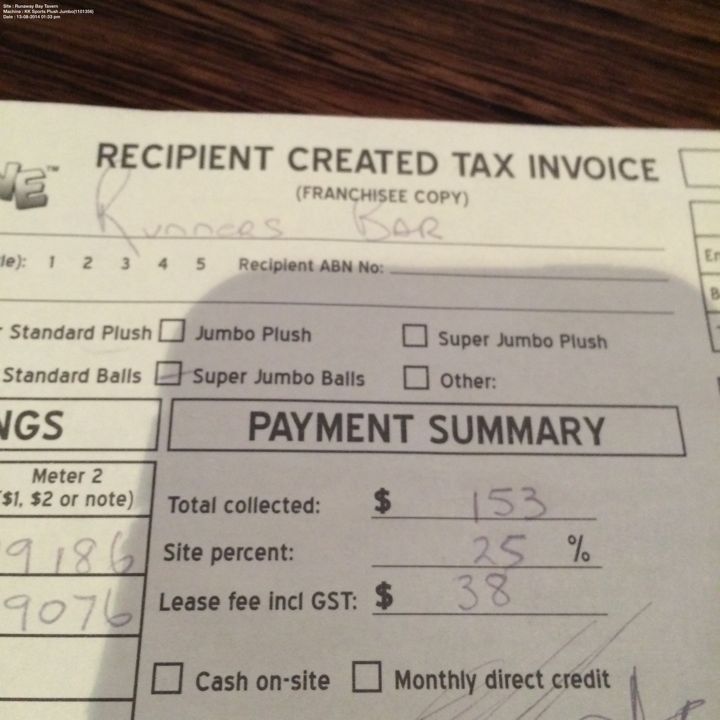 Site : Runaway Bay Tavern
Machine : KK Sports Plush Jumbo(1101356)
Date : 13-08-2014 01:33 pm
RECIPIENT CREATED TAX INVOICE
(FRANCHISEE COPY)
Runners BAR
le): 1 2 3 4 5 Recipient ABN No:
Standard Plush Jumbo Plush Super Jumbo Plush
Standard Balls Super Jumbo Balls Other:
NGS PAYMENT SUMMARY
Meter 2
($1, $2 or note)
Total collected: $ 153
9186 Site percent: 25 %
9076 Lease fee incl GST: $ 38
Cash on-site Monthly direct credit